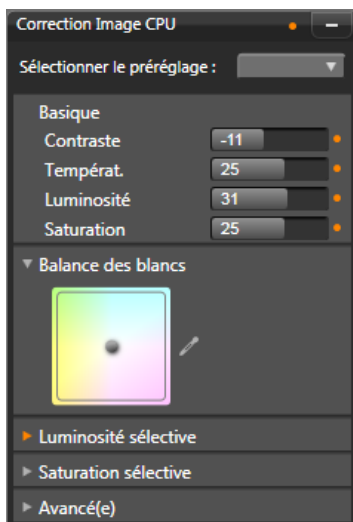 Correction Image CPU
Sélectionner le préréglage :
Basique
Contraste -11
Températ. 25
Luminosité 31
Saturation 25
Balance des blancs
Luminosité sélective
Saturation sélective
Avancé(e)